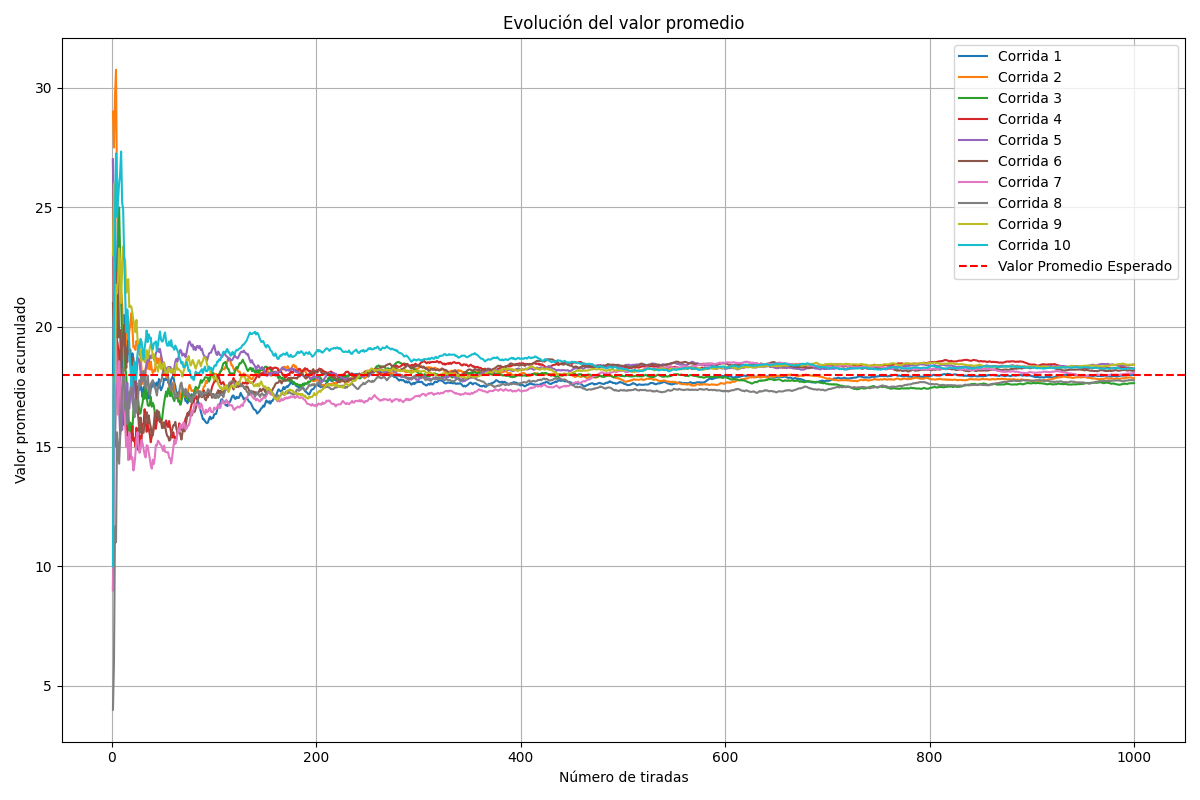 Evolución del valor promedio
Valor promedio acumulado
30
25
20
15
10
5
0
200
400
600
800
1000
Número de tiradas
Corrida 1
Corrida 2
Corrida 3
Corrida 4
Corrida 5
Corrida 6
Corrida 7
Corrida 8
Corrida 9
Corrida 10
Valor Promedio Esperado